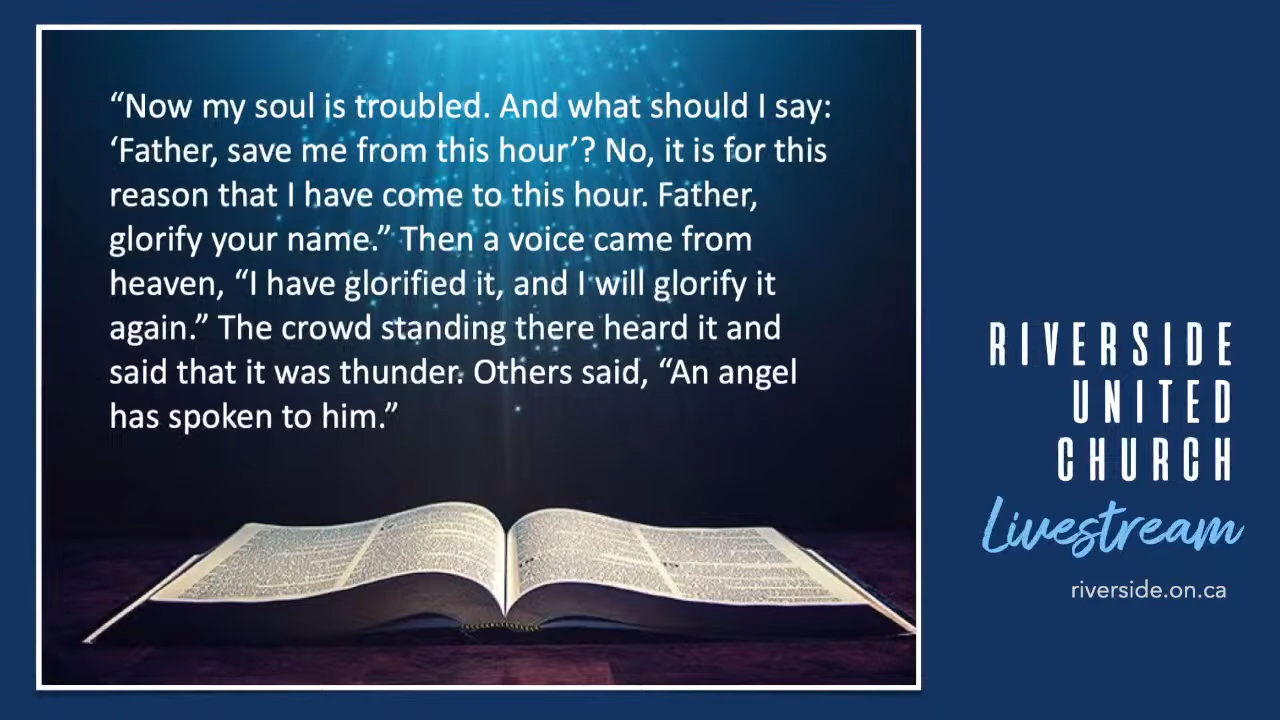 “Now my soul is troubled. And what should I say:
‘Father, save me from this hour’? No, it is for this
reason that I have come to this hour. Father,
glorify your name.” Then a voice came from
heaven, “I have glorified it, and I will glorify it
again.” The crowd standing there heard it and
said that it was thunder. Others said, “An angel
has spoken to him.”
RIVERSIDE
UNITED
CHURCH
Livestream
riverside.on.ca